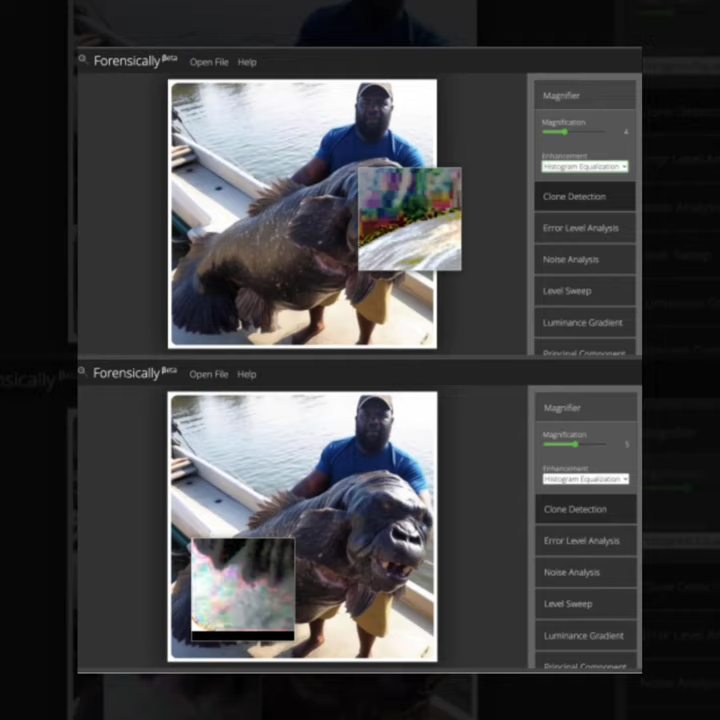 Forensically Beta Open File Help
Magnifier
Magnification
4
Enhancement
Histogram Equalization
Clone Detection
Error Level Analysis
Noise Analysis
Level Sweep
Luminance Gradient
Principal Component
Forensically Beta Open File Help
Magnifier
Magnification
5
Enhancement
Histogram Equalization
Clone Detection
Error Level Analysis
Noise Analysis
Level Sweep
Luminance Gradient
Principal Component